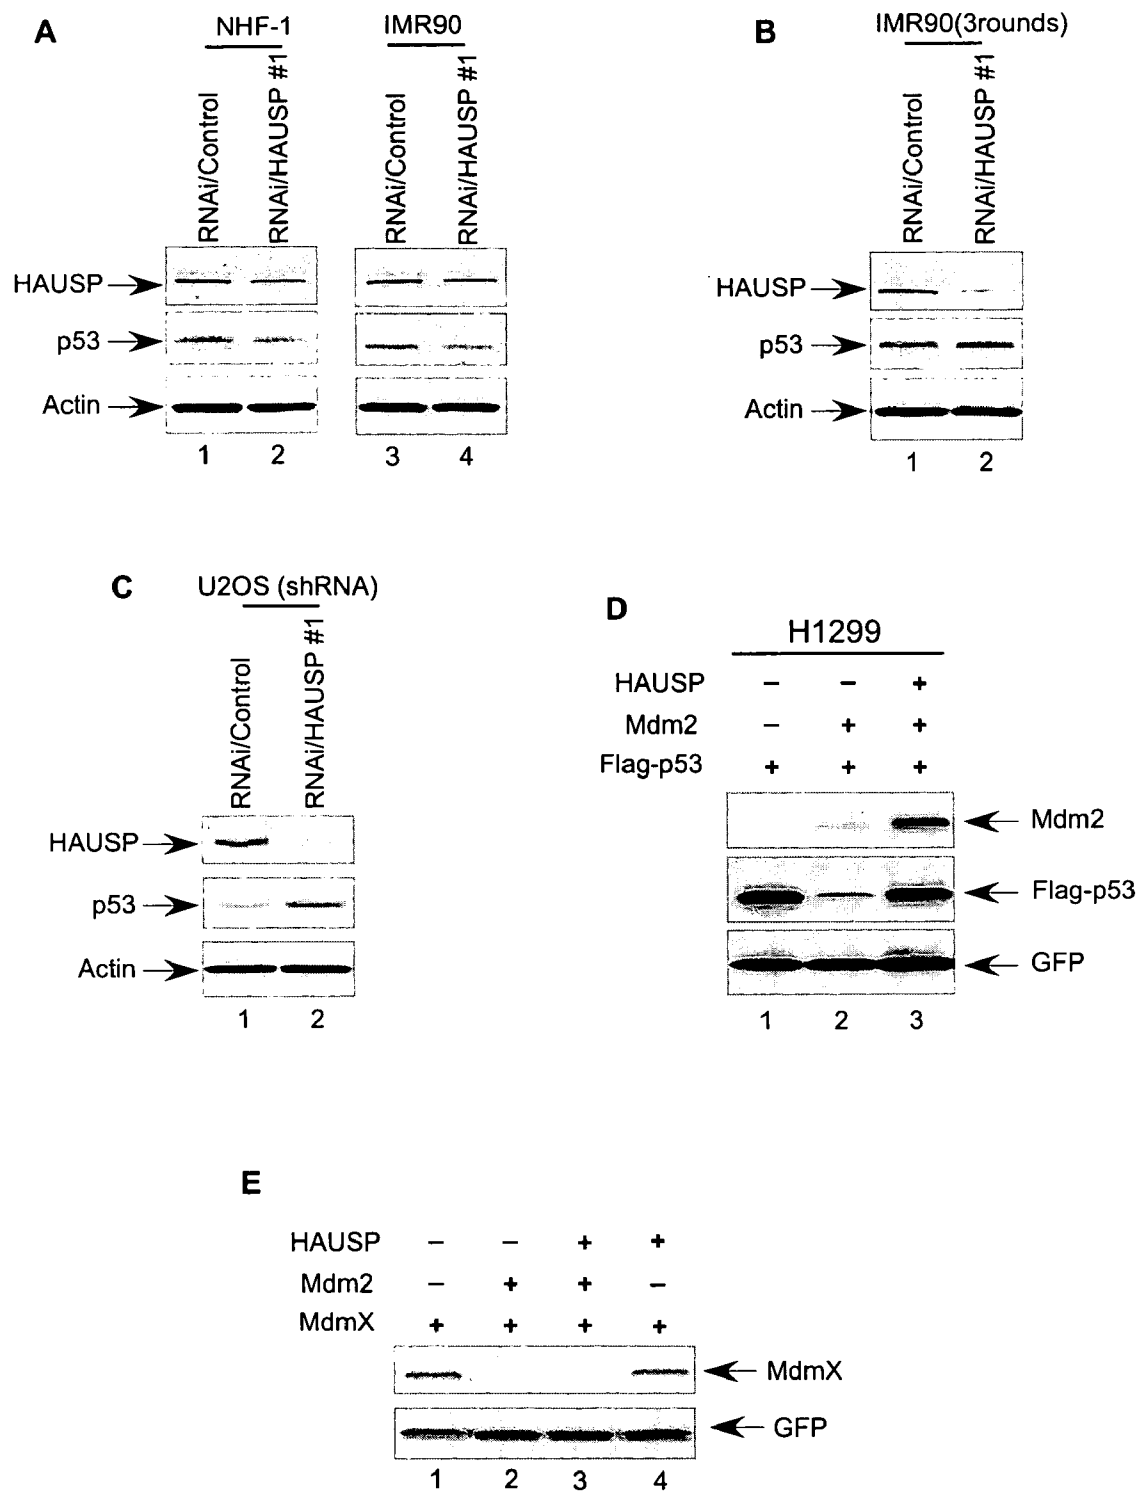 A
NHF-1
IMR90
RNAi/Control
RNAi/HAUSP #1
RNAi/Control
RNAi/HAUSP #1
HAUSP
p53
Actin
1 2 3 4
B
IMR90(3rounds)
RNAi/Control
RNAi/HAUSP #1
HAUSP
p53
Actin
1 2
C
U2OS (shRNA)
RNAi/Control
RNAi/HAUSP #1
HAUSP
p53
Actin
1 2
D
H1299
HAUSP − − +
Mdm2 − + +
Flag-p53 + + +
Mdm2
Flag-p53
GFP
1 2 3
E
HAUSP − − + +
Mdm2 − + + −
MdmX + + + +
MdmX
GFP
1 2 3 4